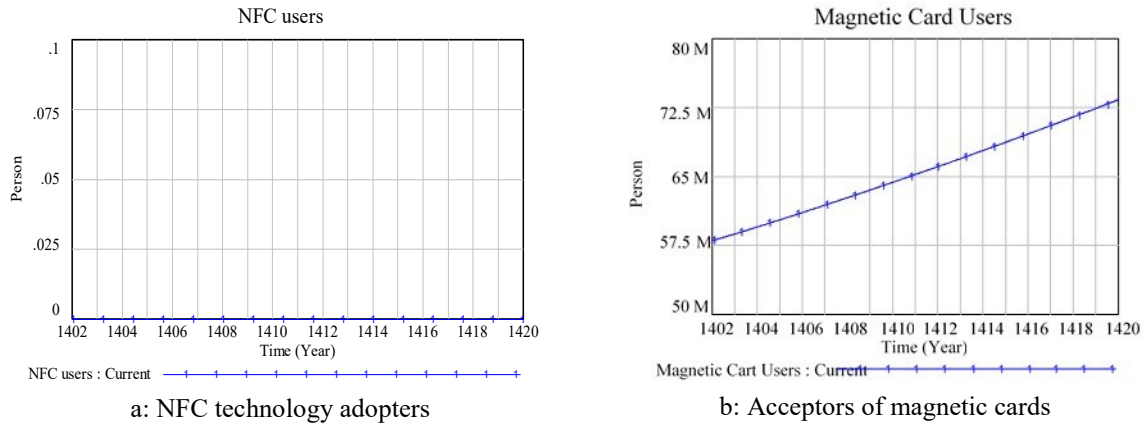 NFC users
.1
.075
.05
.025
0
Person
1402 1404 1406 1408 1410 1412 1414 1416 1418 1420
Time (Year)
NFC users : Current
a: NFC technology adopters
Magnetic Card Users
80 M
72.5 M
65 M
57.5 M
50 M
Person
1402 1404 1406 1408 1410 1412 1414 1416 1418 1420
Time (Year)
Magnetic Cart Users : Current
b: Acceptors of magnetic cards